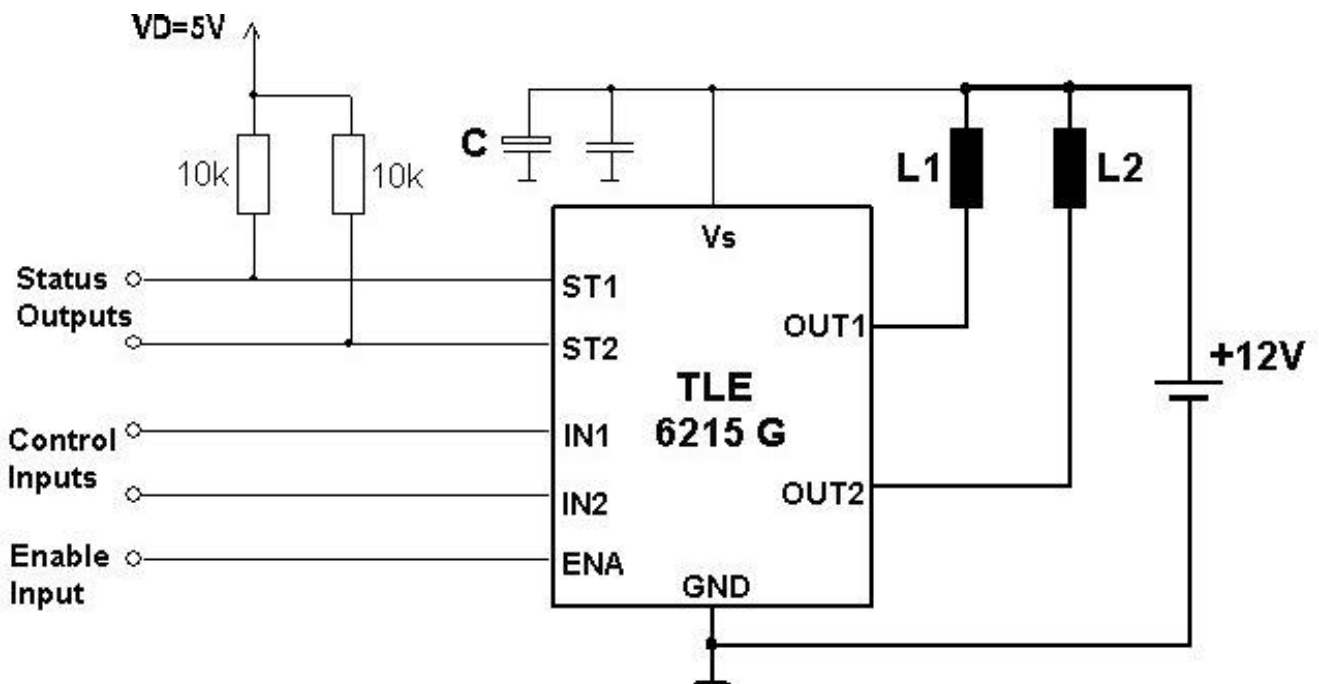 VD=5V
10k
10k
C
L1
L2
Vs
Status
Outputs
ST1
ST2
OUT1
+12V
TLE
6215 G
Control
Inputs
IN1
IN2
OUT2
Enable
Input
ENA
GND